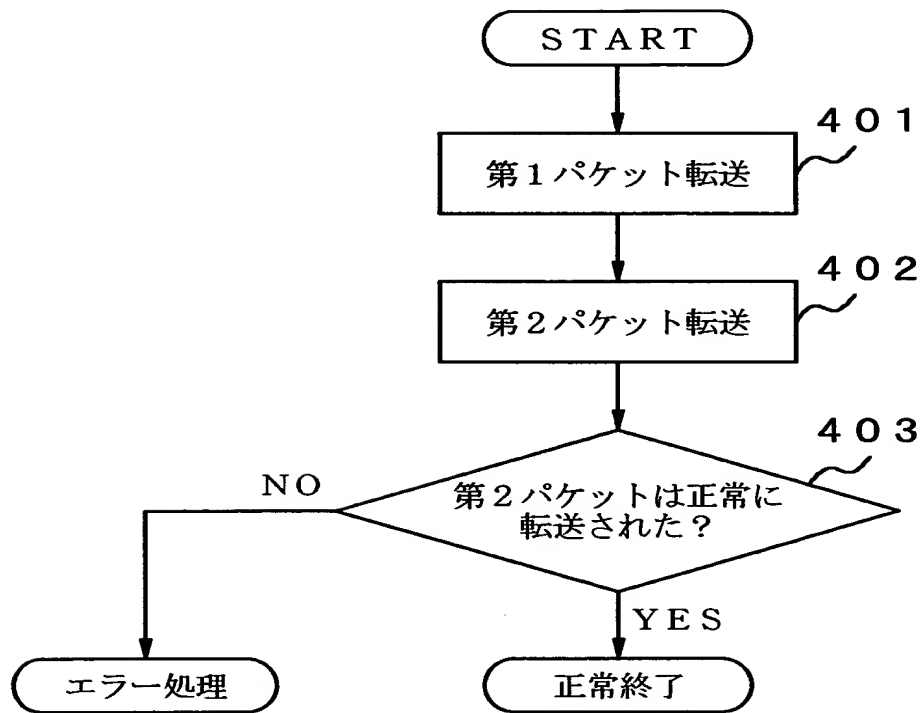 ＳＴＡＲＴ
４０１
第１パケット転送
４０２
第２パケット転送
４０３
ＮＯ
第２パケットは正常に
転送された？
ＹＥＳ
エラー処理
正常終了